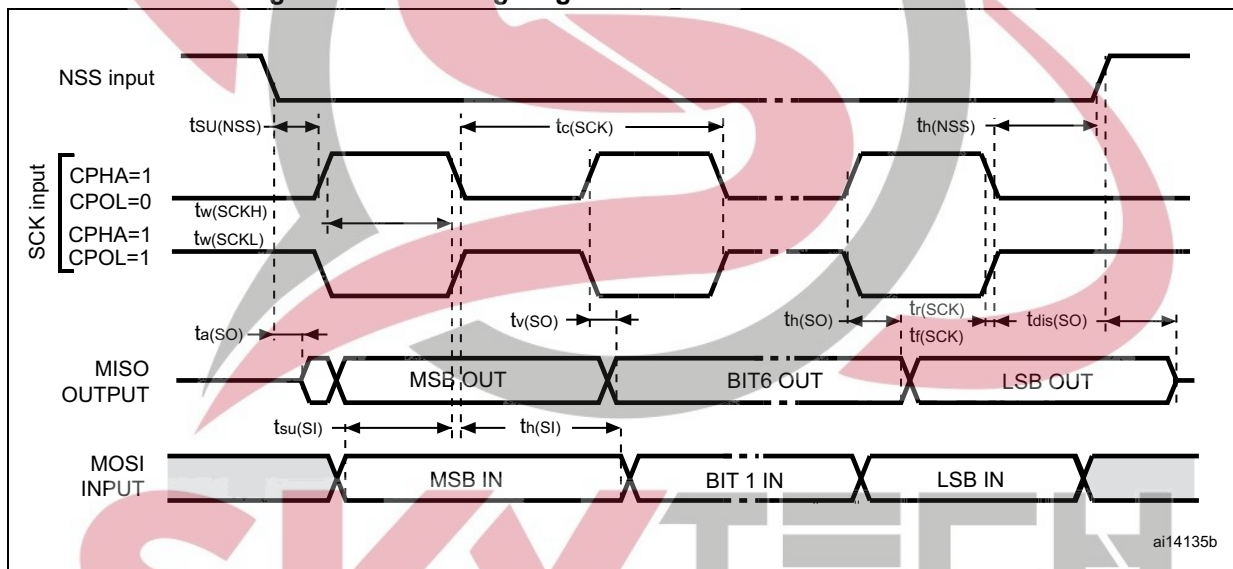 NSS input
tSU(NSS)
tc(SCK)
th(NSS)
SCK input
CPHA=1
CPOL=0
tw(SCKH)
CPHA=1
tw(SCKL)
CPOL=1
ta(SO)
tv(SO)
th(SO)
tr(SCK)
tf(SCK)
tdis(SO)
MISO
OUTPUT
MSB OUT
BIT6 OUT
LSB OUT
tsu(SI)
th(SI)
MOSI
INPUT
MSB IN
BIT 1 IN
LSB IN
SKYTECH
ai14135b